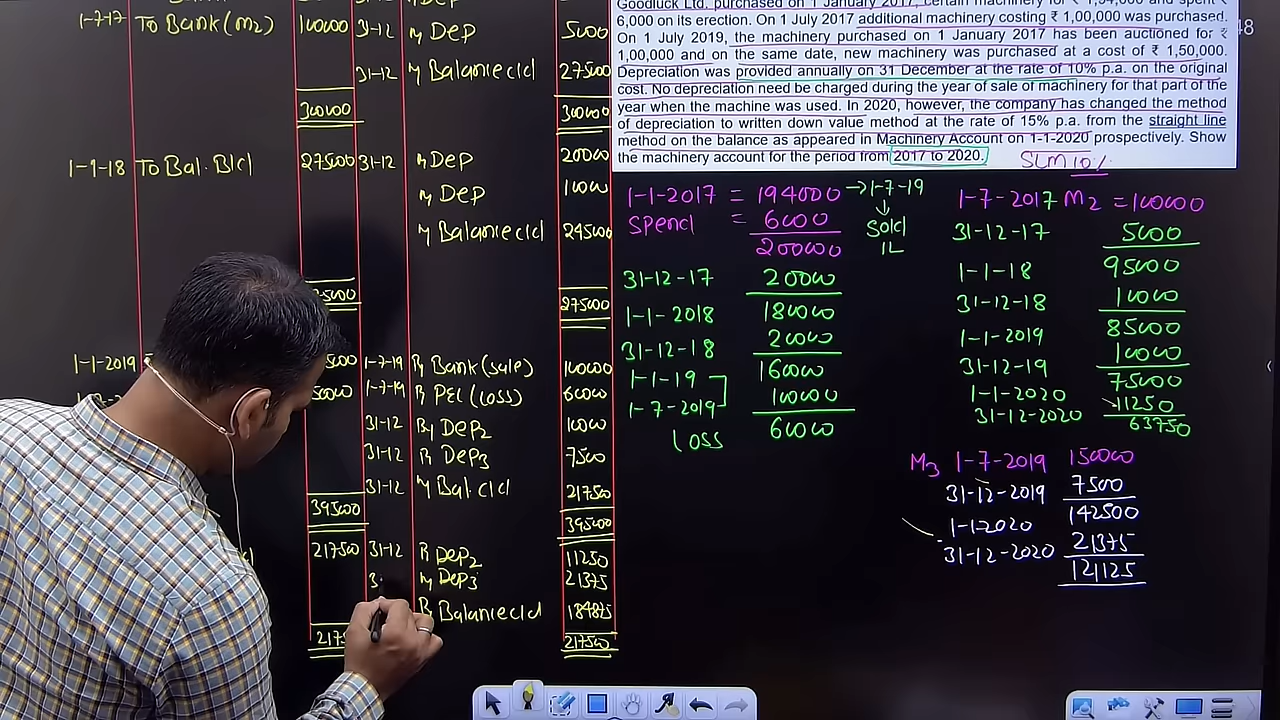 Goodluck Ltd. purchased on 1 January 2017, certain machinery for ₹ 1,94,000 and spent ₹
6,000 on its erection. On 1 July 2017 additional machinery costing ₹ 1,00,000 was purchased.
On 1 July 2019, the machinery purchased on 1 January 2017 has been auctioned for ₹
1,00,000 and on the same date, new machinery was purchased at a cost of ₹ 1,50,000.
Depreciation was provided annually on 31 December at the rate of 10% p.a. on the original
cost. No depreciation need be charged during the year of sale of machinery for that part of the
year when the machine was used. In 2020, however, the company has changed the method
of depreciation to written down value method at the rate of 15% p.a. from the straight line
method on the balance as appeared in Machinery Account on 1-1-2020 prospectively. Show
the machinery account for the period from 2017 to 2020.
SLM 10%
48
1-7-17 To Bank (M2) 100000 31-12 By Dep 5000
31-12 By Balance c/d 275000
300000 300000
1-1-18 To Bal. B/d 275000 31-12 By Dep 20000
By Dep 10000
By Balance c/d 245000
275000
1-1-2019 1-7-19 By Bank (sale) 100000
1-7-19 By P&L (Loss) 60000
31-12 By Dep2 10000
31-12 By Dep3 7500
31-12 By Bal. c/d 217500
395000 395000
217500 31-12 By Dep2 11250
By Dep3 21375
By Balance c/d 184875
217500
1-1-2017 = 194000 → 1-7-19
Spend = 6000 ↓ Sold
200000 1L
31-12-17 20000
1-1-2018 180000
31-12-18 20000
1-1-19 160000
1-7-2019 100000
Loss 60000
1-7-2017 M2 = 100000
31-12-17 5000
1-1-18 95000
31-12-18 10000
1-1-2019 85000
31-12-19 10000
1-1-2020 75000
31-12-2020 11250
63750
M3 1-7-2019 150000
31-12-2019 7500
1-1-2020 142500
31-12-2020 21375
121125